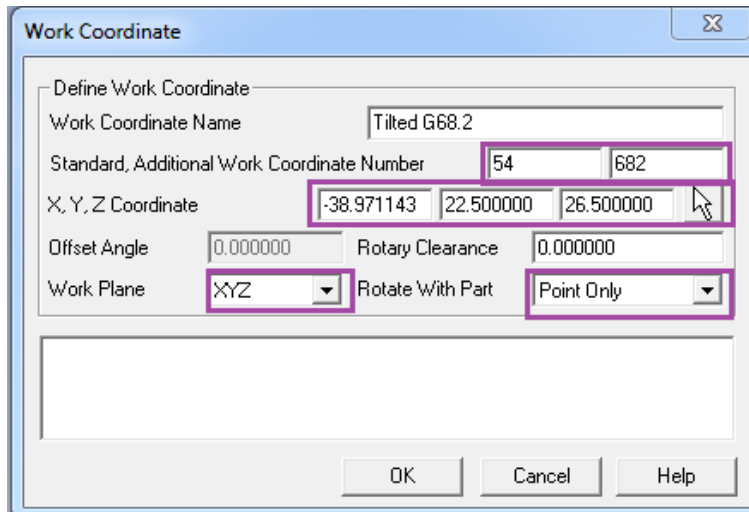 Work Coordinate
Define Work Coordinate
Work Coordinate Name Tilted G68.2
Standard, Additional Work Coordinate Number 54 682
X, Y, Z Coordinate -38.971143 22.500000 26.500000
Offset Angle 0.000000 Rotary Clearance 0.000000
Work Plane XYZ Rotate With Part Point Only
OK Cancel Help